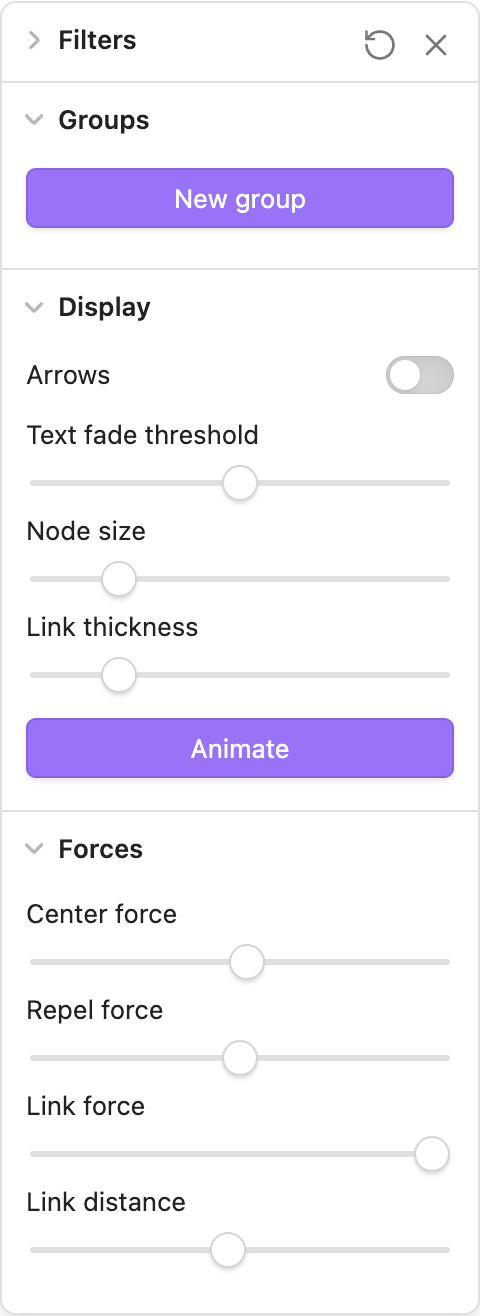 Filters
Groups
New group
Display
Arrows
Text fade threshold
Node size
Link thickness
Animate
Forces
Center force
Repel force
Link force
Link distance